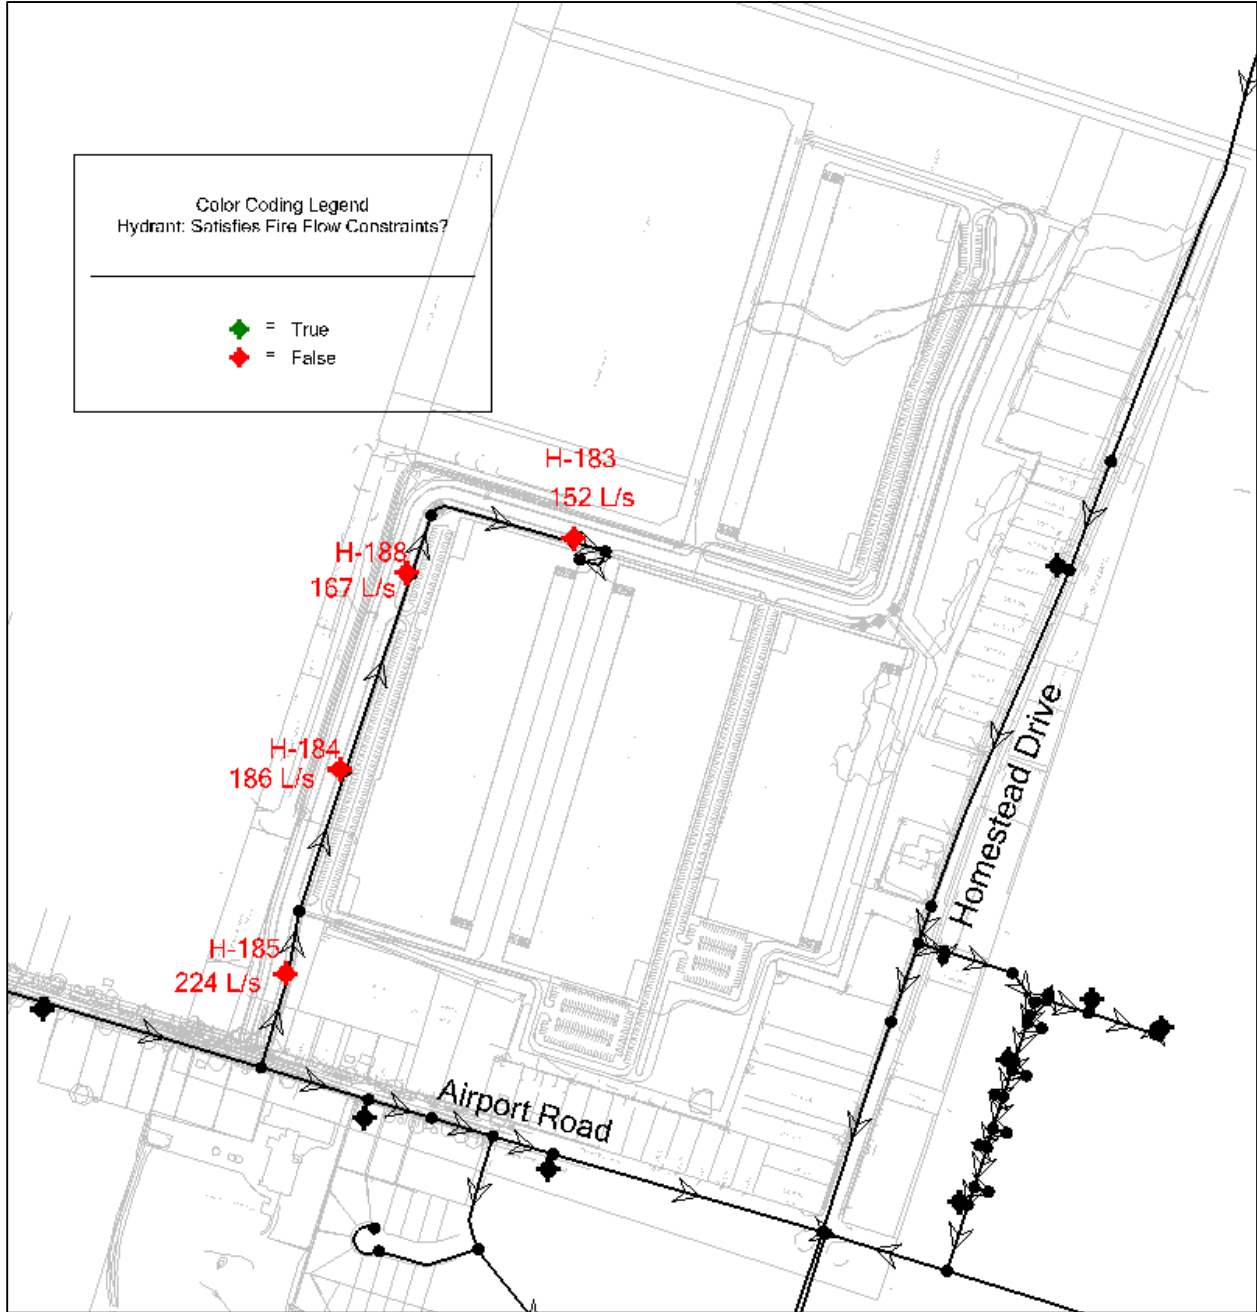 Color Coding Legend
Hydrant: Satisfies Fire Flow Constraints?
= True
= False
H-183
152 L/s
H-188
167 L/s
H-184
186 L/s
H-185
224 L/s
Homestead Drive
Airport Road